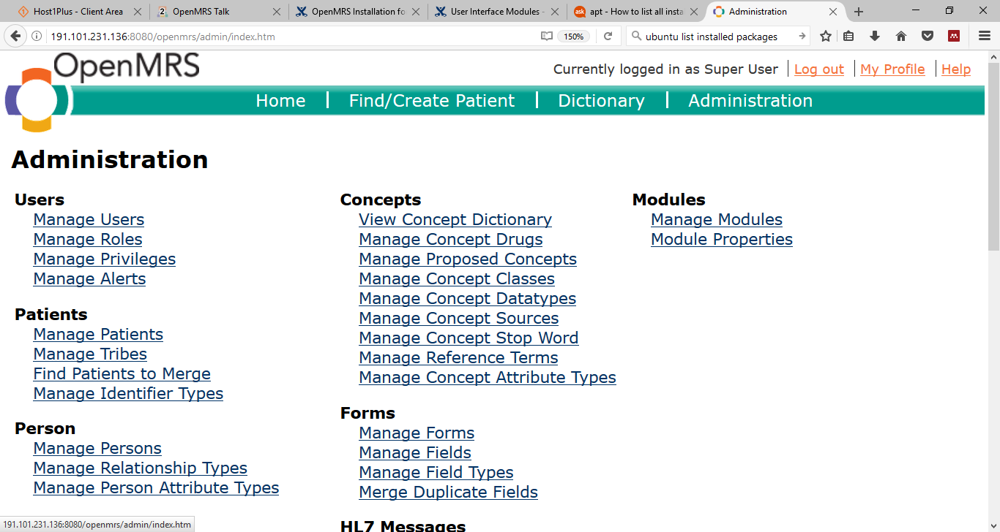 Host1Plus - Client Area
OpenMRS Talk
OpenMRS Installation fo
User Interface Modules -
apt - How to list all insta
Administration
191.101.231.136:8080/openmrs/admin/index.htm
150%
ubuntu list installed packages
OpenMRS
Currently logged in as Super User
Log out
My Profile
Help
Home
Find/Create Patient
Dictionary
Administration
Administration
Users
Manage Users
Manage Roles
Manage Privileges
Manage Alerts
Patients
Manage Patients
Manage Tribes
Find Patients to Merge
Manage Identifier Types
Person
Manage Persons
Manage Relationship Types
Manage Person Attribute Types
Concepts
View Concept Dictionary
Manage Concept Drugs
Manage Proposed Concepts
Manage Concept Classes
Manage Concept Datatypes
Manage Concept Sources
Manage Concept Stop Word
Manage Reference Terms
Manage Concept Attribute Types
Forms
Manage Forms
Manage Fields
Manage Field Types
Merge Duplicate Fields
HL7 Messages
Modules
Manage Modules
Module Properties
191.101.231.136:8080/openmrs/admin/index.htm